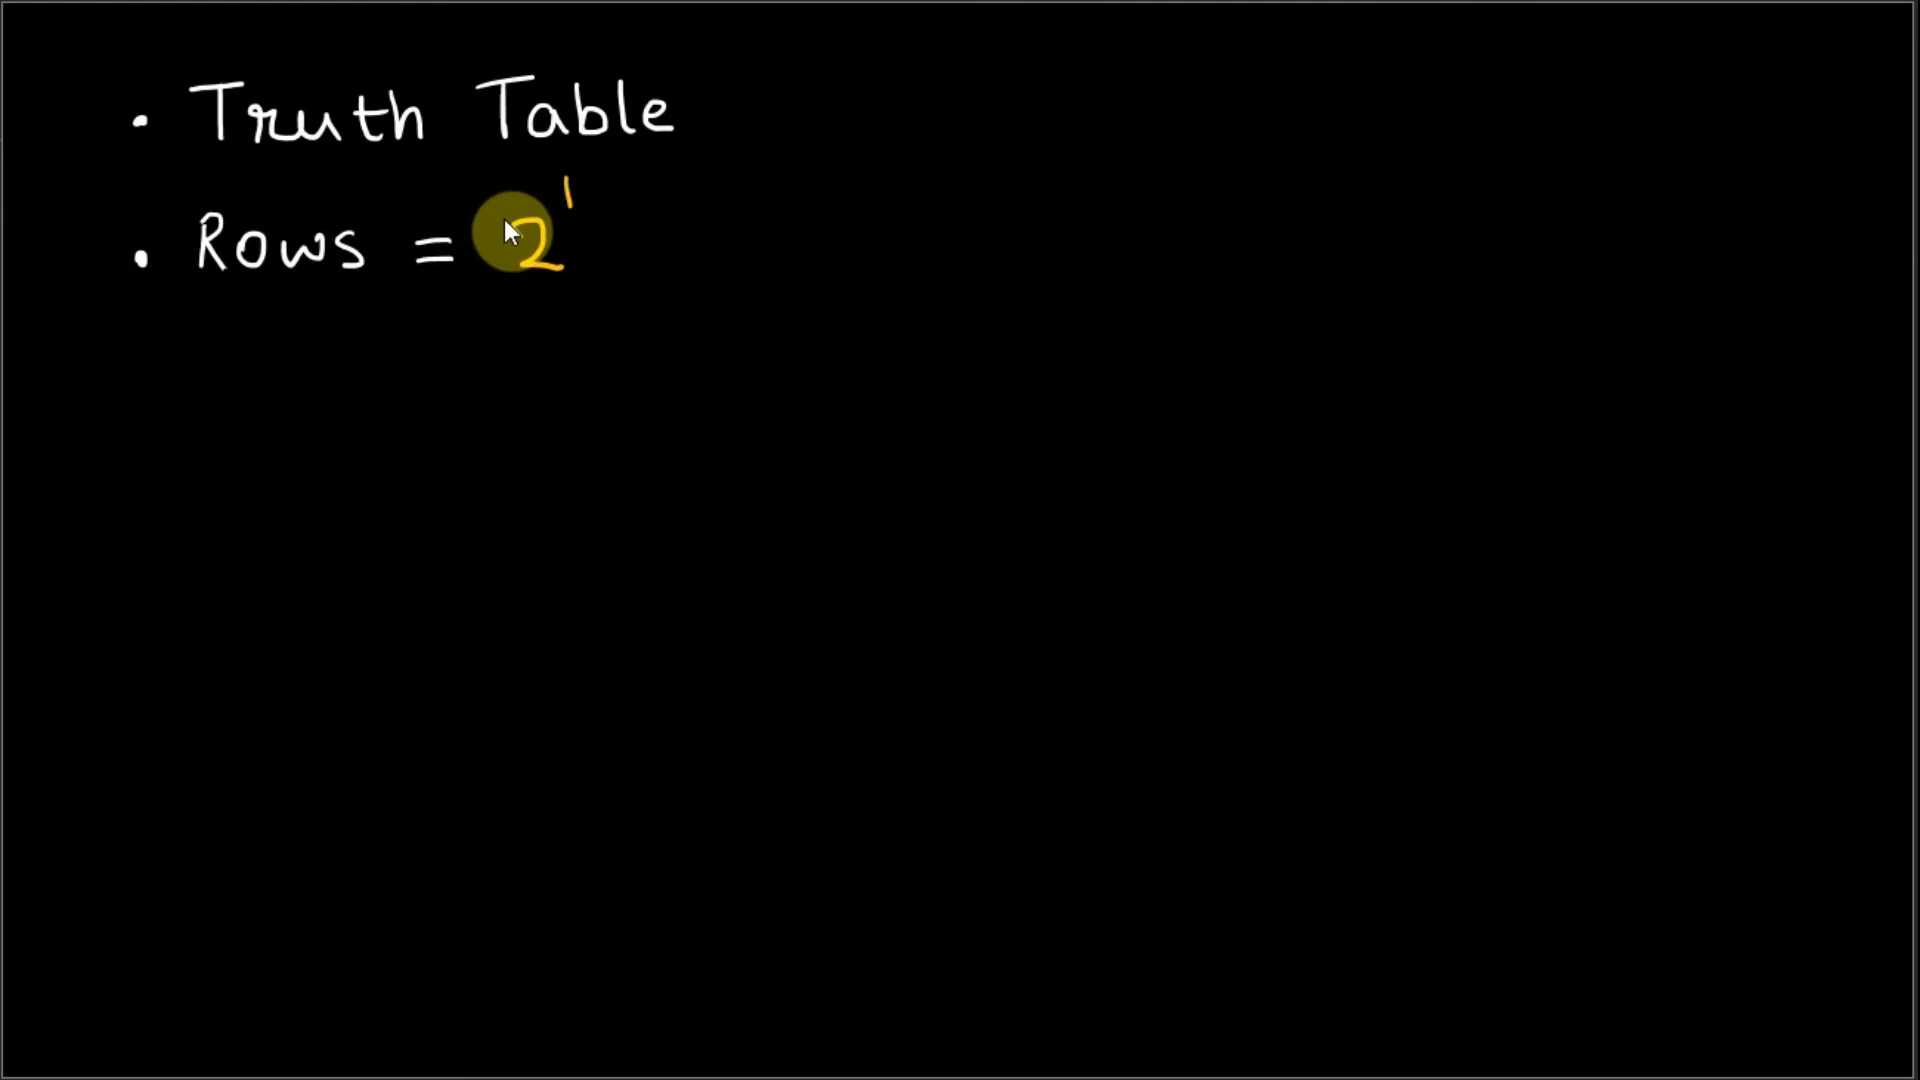 • Truth Table
• Rows = 2'